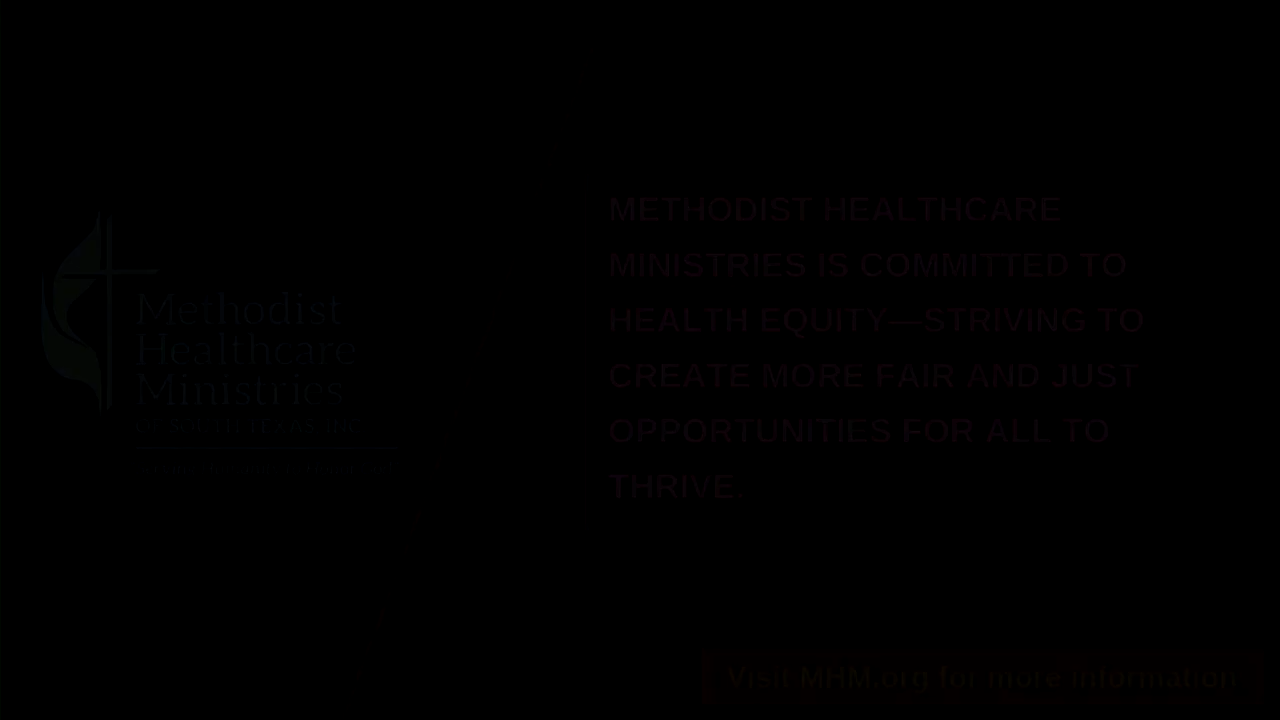 Methodist
Healthcare
Ministries
OF SOUTH TEXAS, INC.
METHODIST HEALTHCARE
MINISTRIES IS COMMITTED TO
HEALTH EQUITY—STRIVING TO
CREATE MORE FAIR AND JUST
OPPORTUNITIES FOR ALL TO
THRIVE.
Visit MHM.org for more information